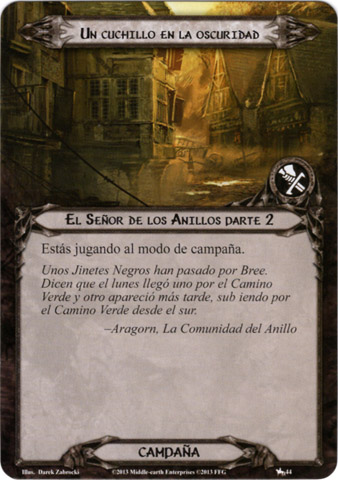 Un cuchillo en la oscuridad
El Señor de los Anillos parte 2
Estás jugando al modo de campaña.
Unos Jinetes Negros han pasado por Bree.
Dicen que el lunes llegó uno por el Camino
Verde y otro apareció más tarde, sub iendo por
el Camino Verde desde el sur.
–Aragorn, La Comunidad del Anillo
CAMPAÑA
Illus. Darek Zabrocki ©2013 Middle-earth Enterprises ©2013 FFG 44